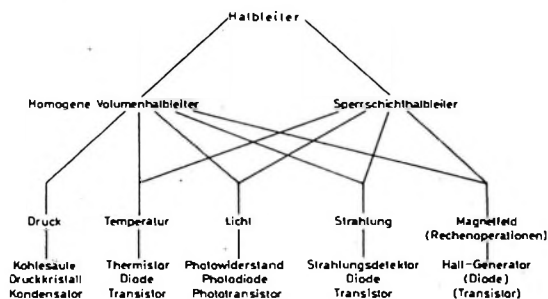 Halbleiter
Homogene Volumenhalbleiter
Sperrschichthalbleiter
Druck
Temperatur
Licht
Strahlung
Magnetfeld
(Rechenoperationen)
Kohlesäule
Druckkristall
Kondensator
Thermistor
Diode
Transistor
Photowiderstand
Photodiode
Phototransistor
Strahlungsdetektor
Diode
Transistor
Hall-Generator
(Diode)
(Transistor)